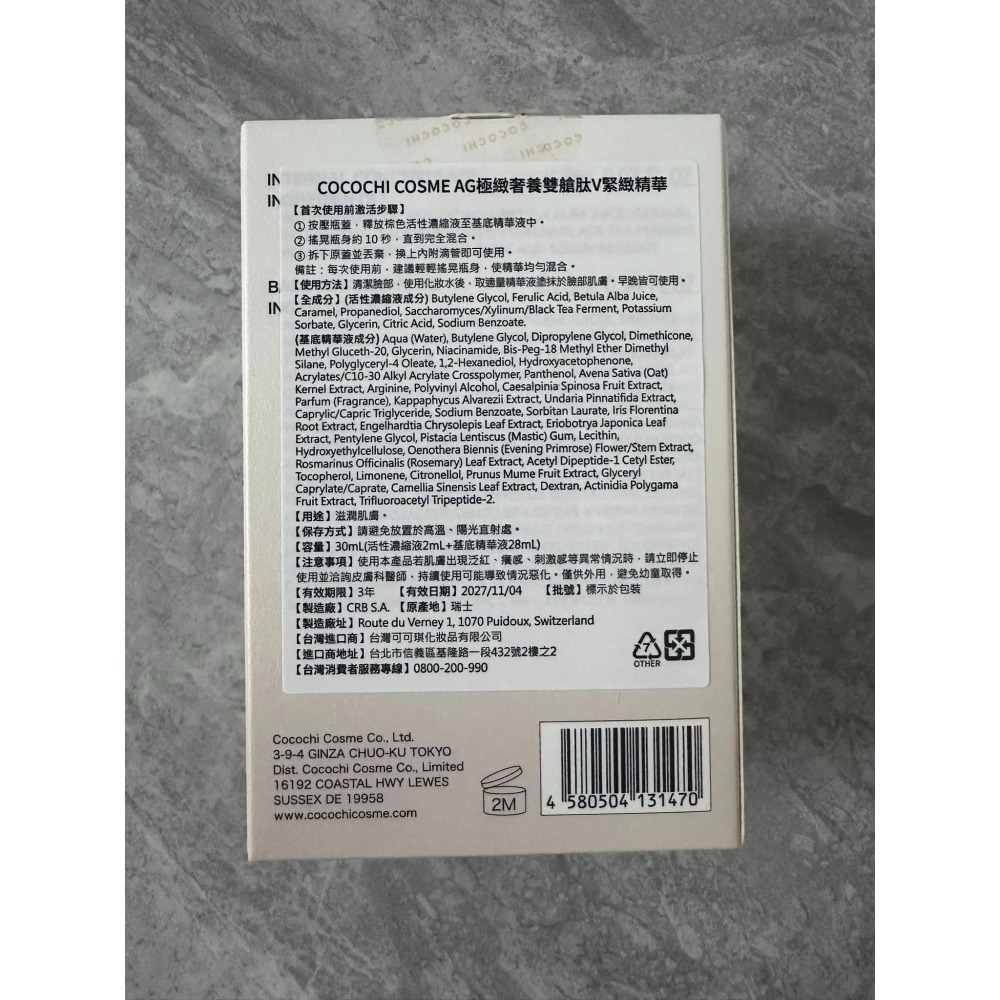 COCOCHI
COCOCHI
COCOCHI
IN
IN
BA
IN
COCOCHI COSME AG極緻奢養雙艙肽V緊緻精華
【首次使用前激活步驟】
① 按壓瓶蓋，釋放棕色活性濃縮液至基底精華液中。
② 搖晃瓶身約 10 秒，直到完全混合。
③ 拆下原蓋並丟棄，換上內附滴管即可使用。
備註：每次使用前，建議輕輕搖晃瓶身，使精華均勻混合。
【使用方法】清潔臉部，使用化妝水後，取適量精華液塗抹於臉部肌膚。早晚皆可使用。
【全成分】(活性濃縮液成分) Butylene Glycol, Ferulic Acid, Betula Alba Juice,
Caramel, Propanediol, Saccharomyces/Xylinum/Black Tea Ferment, Potassium
Sorbate, Glycerin, Citric Acid, Sodium Benzoate.
(基底精華液成分) Aqua (Water), Butylene Glycol, Dipropylene Glycol, Dimethicone,
Methyl Gluceth-20, Glycerin, Niacinamide, Bis-Peg-18 Methyl Ether Dimethyl
Silane, Polyglyceryl-4 Oleate, 1,2-Hexanediol, Hydroxyacetophenone,
Acrylates/C10-30 Alkyl Acrylate Crosspolymer, Panthenol, Avena Sativa (Oat)
Kernel Extract, Arginine, Polyvinyl Alcohol, Caesalpinia Spinosa Fruit Extract,
Parfum (Fragrance), Kappaphycus Alvarezii Extract, Undaria Pinnatifida Extract,
Caprylic/Capric Triglyceride, Sodium Benzoate, Sorbitan Laurate, Iris Florentina
Root Extract, Engelhardtia Chrysolepis Leaf Extract, Eriobotrya Japonica Leaf
Extract, Pentylene Glycol, Pistacia Lentiscus (Mastic) Gum, Lecithin,
Hydroxyethylcellulose, Oenothera Biennis (Evening Primrose) Flower/Stem Extract,
Rosmarinus Officinalis (Rosemary) Leaf Extract, Acetyl Dipeptide-1 Cetyl Ester,
Tocopherol, Limonene, Citronellol, Prunus Mume Fruit Extract, Glyceryl
Caprylate/Caprate, Camellia Sinensis Leaf Extract, Dextran, Actinidia Polygama
Fruit Extract, Trifluoroacetyl Tripeptide-2.
【用途】滋潤肌膚。
【保存方式】請避免放置於高溫、陽光直射處。
【容量】30mL(活性濃縮液2mL+基底精華液28mL)
【注意事項】使用本產品若肌膚出現泛紅、癢感、刺激感等異常情況時，請立即停止
使用並洽詢皮膚科醫師，持續使用可能導致情況惡化。僅供外用，避免幼童取得。
【有效期限】3年 【有效日期】2027/11/04 【批號】標示於包裝
【製造廠】CRB S.A. 【原產地】瑞士
【製造廠址】Route du Verney 1, 1070 Puidoux, Switzerland
【台灣進口商】台灣可可琪化妝品有限公司
【進口商地址】台北市信義區基隆路一段432號2樓之2
【台灣消費者服務專線】0800-200-990
7
OTHER
Cocochi Cosme Co., Ltd.
3-9-4 GINZA CHUO-KU TOKYO
Dist. Cocochi Cosme Co., Limited
16192 COASTAL HWY LEWES
SUSSEX DE 19958
www.cocochicosme.com
2M
4 580504 131470